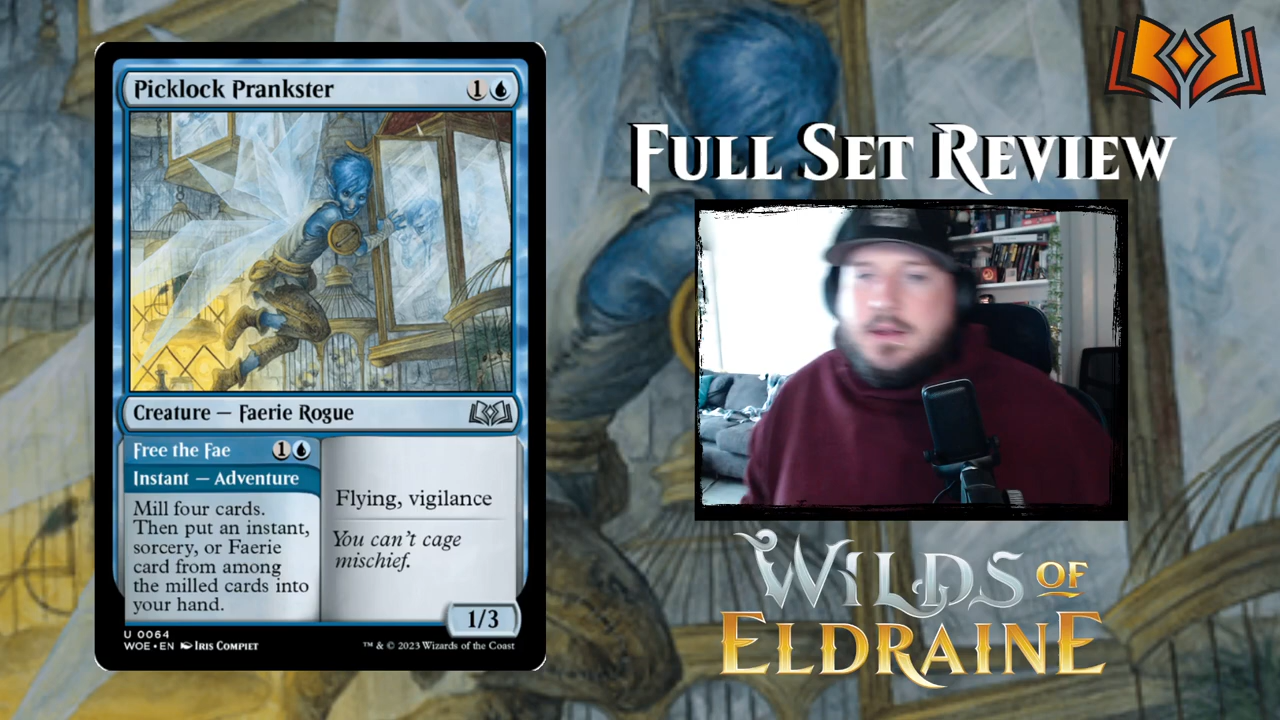 Picklock Prankster 1
Creature — Faerie Rogue
Free the Fae 1
Instant — Adventure
Mill four cards.
Then put an instant,
sorcery, or Faerie
card from among
the milled cards into
your hand.
Flying, vigilance
You can't cage
mischief.
1/3
U 0064
WOE • EN Iris Compiet
™ & © 2023 Wizards of the Coast
Full Set Review
Wilds of
Eldraine